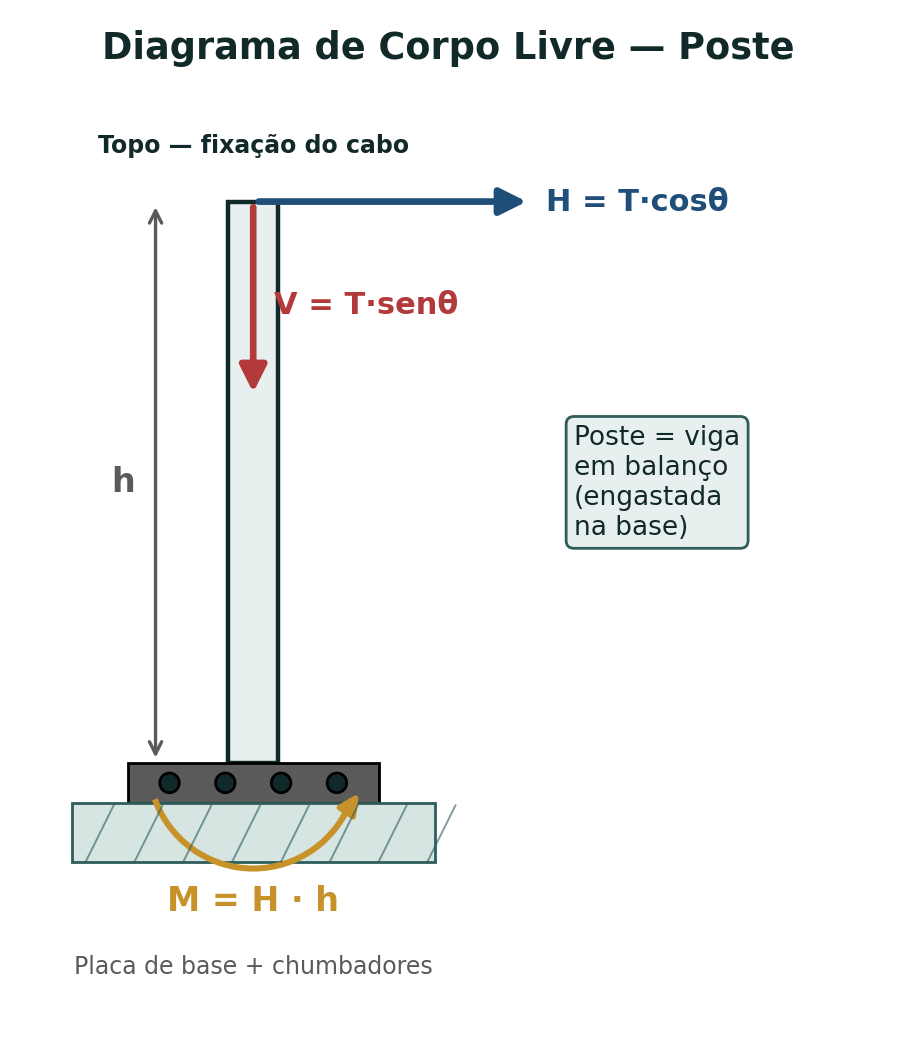 Diagrama de Corpo Livre — Poste
Topo — fixação do cabo
H = T·cosθ
V = T·senθ
h
Poste = viga
em balanço
(engastada
na base)
M = H · h
Placa de base + chumbadores